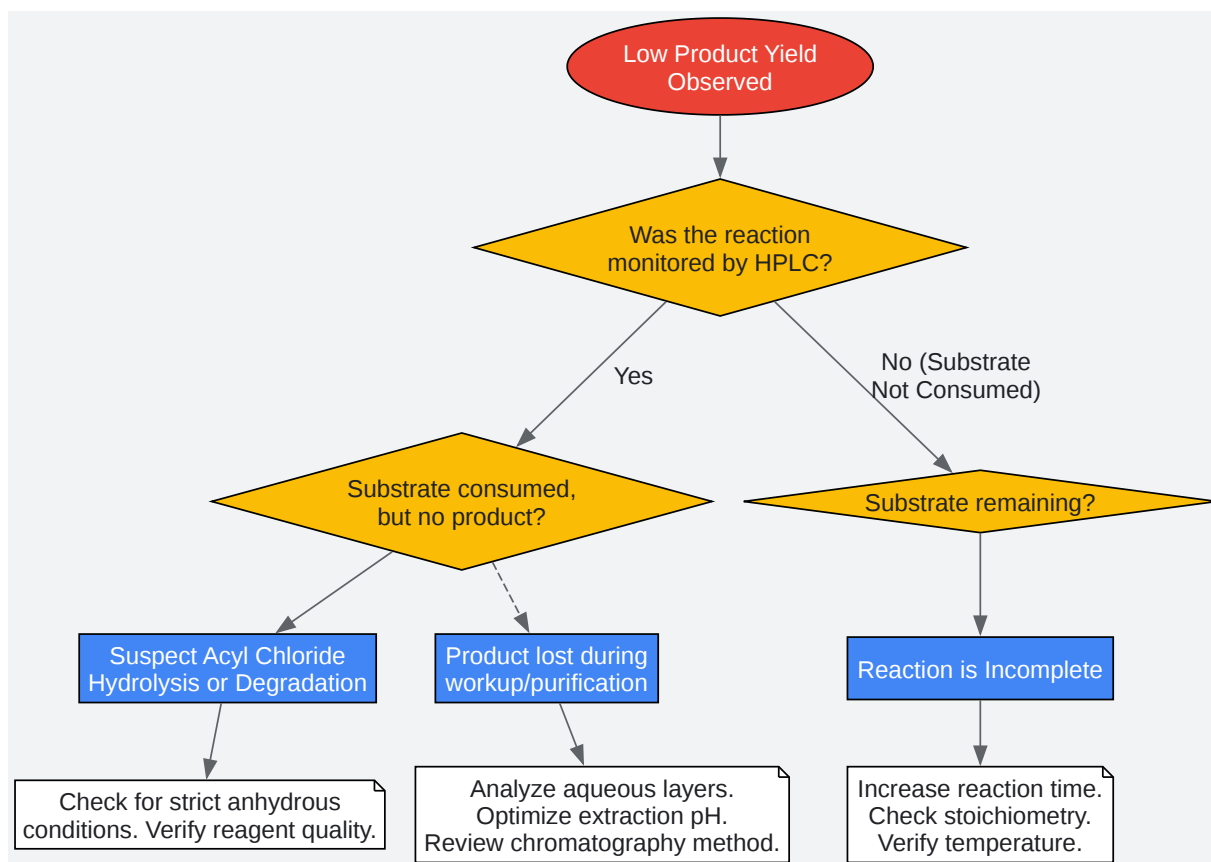 Low Product Yield
Observed
Was the reaction
monitored by HPLC?
Yes
No (Substrate
Not Consumed)
Substrate consumed,
but no product?
Substrate remaining?
Suspect Acyl Chloride
Hydrolysis or Degradation
Product lost during
workup/purification
Reaction is Incomplete
Check for strict anhydrous
conditions. Verify reagent quality.
Analyze aqueous layers.
Optimize extraction pH.
Review chromatography method.
Increase reaction time.
Check stoichiometry.
Verify temperature.